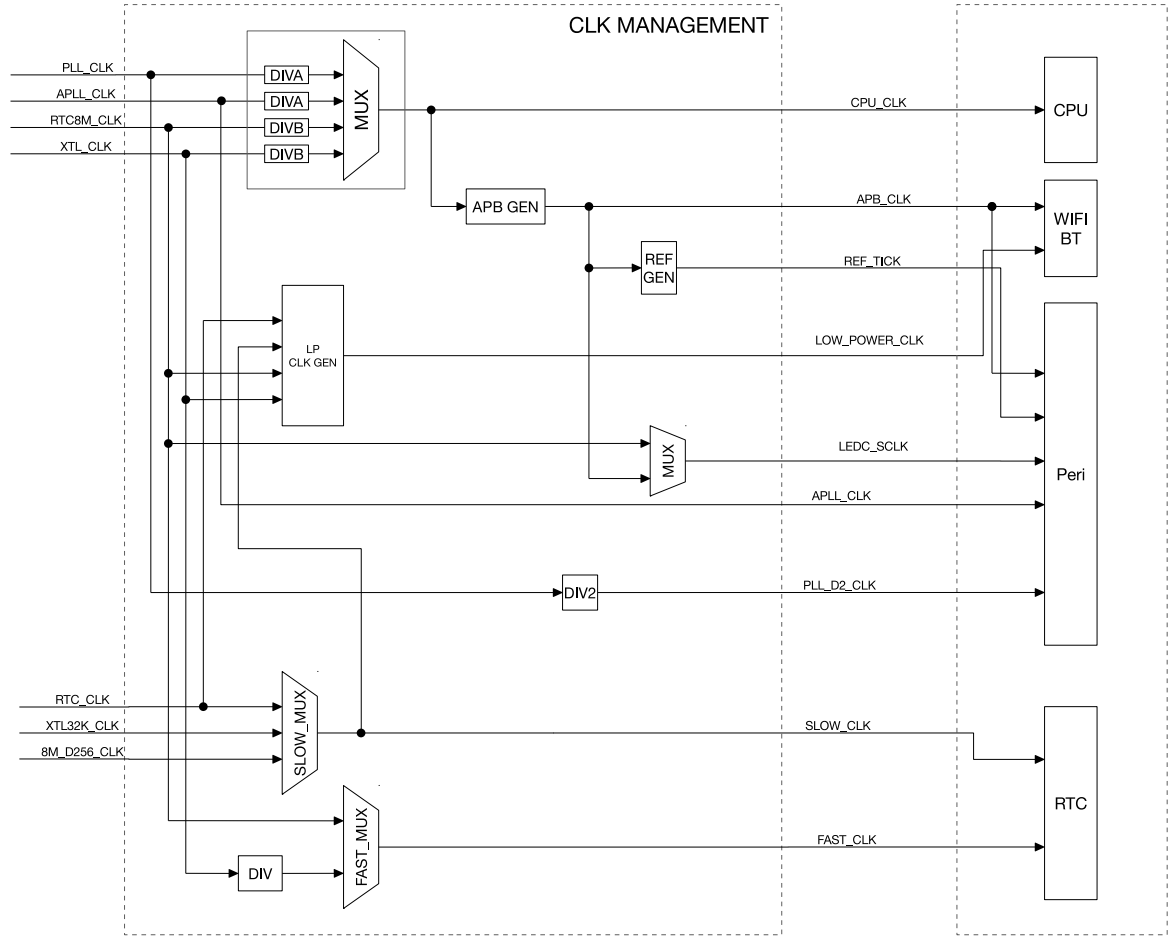 CLK MANAGEMENT
PLL_CLK
DIVA
APLL_CLK
DIVA
RTC8M_CLK
DIVB
XTL_CLK
DIVB
MUX
CPU_CLK
CPU
APB GEN
APB_CLK
WIFI
BT
REF
GEN
REF_TICK
LP
CLK GEN
LOW_POWER_CLK
MUX
LEDC_SCLK
Peri
APLL_CLK
DIV2
PLL_D2_CLK
RTC_CLK
XTL32K_CLK
8M_D256_CLK
SLOW_MUX
SLOW_CLK
RTC
FAST_MUX
FAST_CLK
DIV